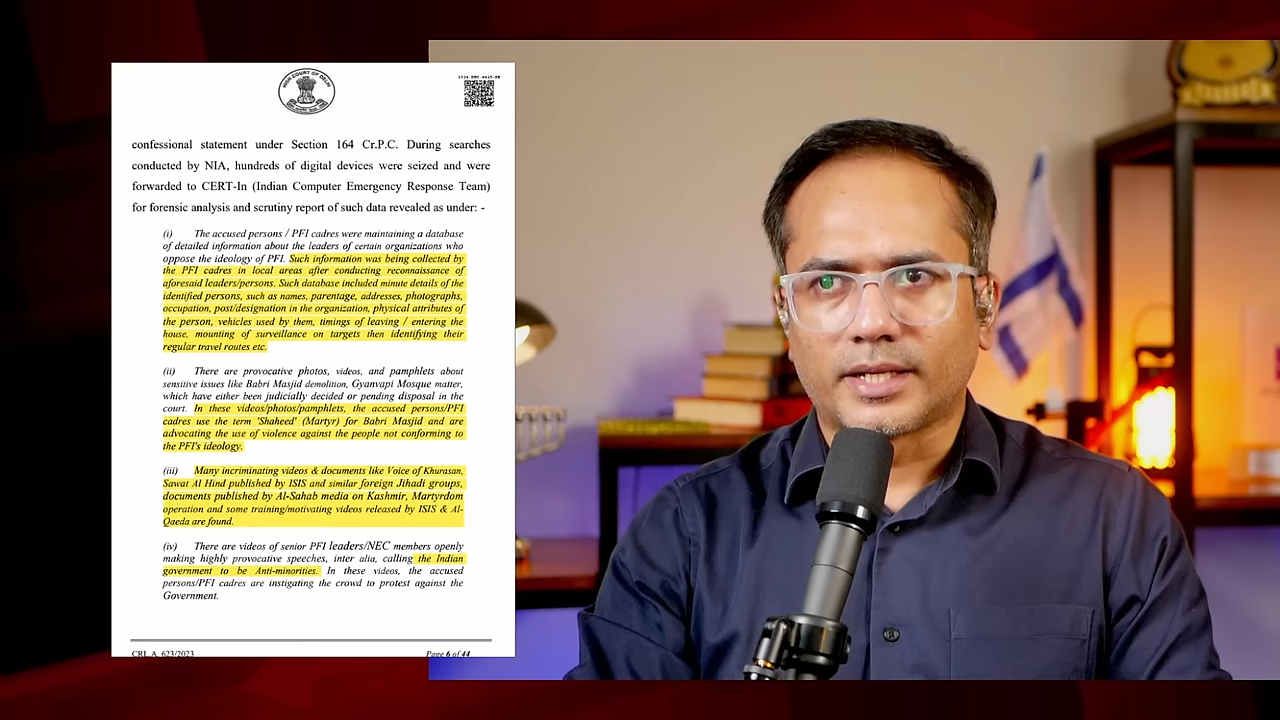 HIGH COURT OF DELHI
confessional statement under Section 164 Cr.P.C. During searches
conducted by NIA, hundreds of digital devices were seized and were
forwarded to CERT-In (Indian Computer Emergency Response Team)
for forensic analysis and scrutiny report of such data revealed as under: -
(i) The accused persons / PFI cadres were maintaining a database
of detailed information about the leaders of certain organizations who
oppose the ideology of PFI. Such information was being collected by
the PFI cadres in local areas after conducting reconnaissance of
aforesaid leaders/persons. Such database included minute details of the
identified persons, such as names, parentage, addresses, photographs,
occupation, post/designation in the organization, physical attributes of
the person, vehicles used by them, timings of leaving / entering the
house, mounting of surveillance on targets then identifying their
regular travel routes etc.
(ii) There are provocative photos, videos, and pamphlets about
sensitive issues like Babri Masjid demolition, Gyanvapi Mosque matter,
which have either been judicially decided or pending disposal in the
court. In these videos/photos/pamphlets, the accused persons/PFI
cadres use the term 'Shaheed' (Martyr) for Babri Masjid and are
advocating the use of violence against the people not conforming to
the PFI's ideology.
(iii) Many incriminating videos & documents like Voice of Khurasan,
Sawat Al Hind published by ISIS and similar foreign Jihadi groups,
documents published by Al-Sahab media on Kashmir, Martyrdom
operation and some training/motivating videos released by ISIS & Al-
Qaeda are found.
(iv) There are videos of senior PFI leaders/NEC members openly
making highly provocative speeches, inter alia, calling the Indian
government to be Anti-minorities. In these videos, the accused
persons/PFI cadres are instigating the crowd to protest against the
Government.
CRL.A. 623/2023 Page 6 of 44